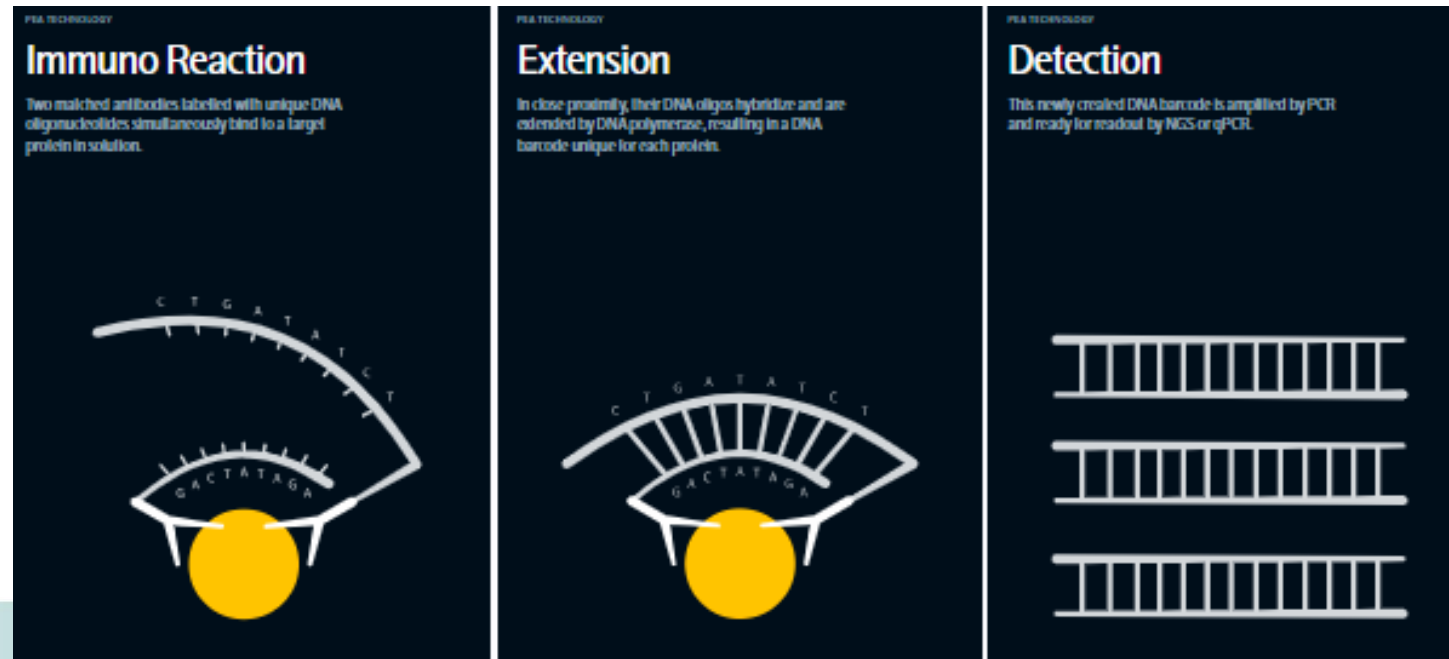 PEA TECHNOLOGY
Immuno Reaction
Two matched antibodies labelled with unique DNA
oligonucleotides simultaneously bind to a target
protein in solution.
C T G A T A T C T
G A C T A T A G A
PEA TECHNOLOGY
Extension
In close proximity, their DNA oligos hybridize and are
extended by DNA polymerase, resulting in a DNA
barcode unique for each protein.
C T G A T A T C T
G A C T A T A G A
PEA TECHNOLOGY
Detection
This newly created DNA barcode is amplified by PCR
and ready for readout by NGS or qPCR.